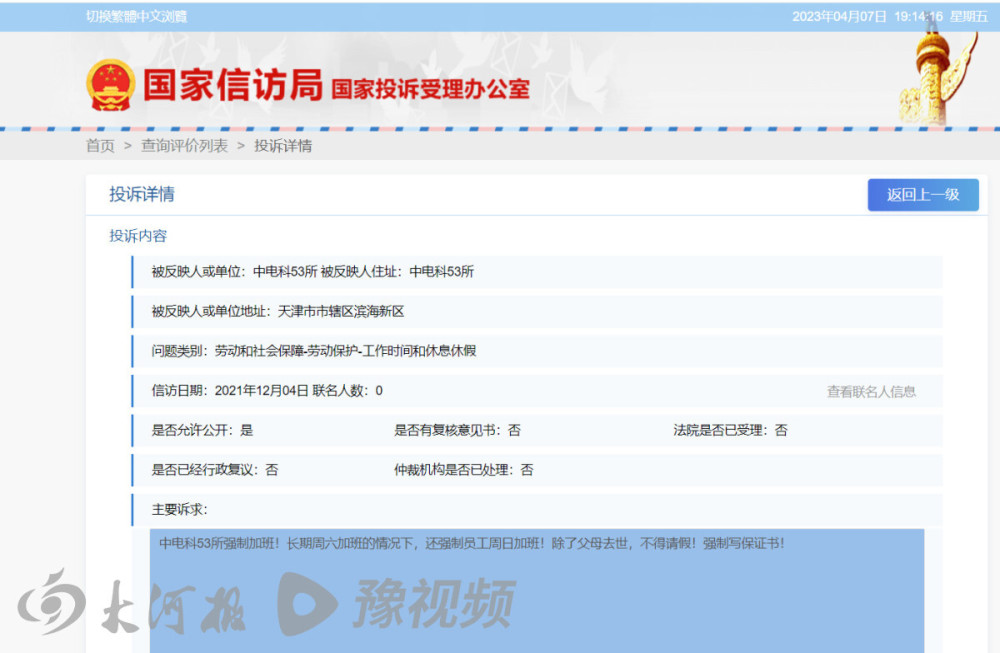 切换繁體中文浏覽 2023年04月07日 19:14:16 星期五
国家信访局 国家投诉受理办公室
首页 > 查询评价列表 > 投诉详情
投诉详情 返回上一级
投诉内容
被反映人或单位：中电科53所 被反映人住址：中电科53所
被反映人或单位地址：天津市市辖区滨海新区
问题类别：劳动和社会保障-劳动保护-工作时间和休息休假
信访日期：2021年12月04日 联名人数：0 查看联名人信息
是否允许公开：是 是否有复核意见书：否 法院是否已受理：否
是否已经行政复议：否 仲裁机构是否已处理：否
主要诉求：
中电科53所强制加班！长期周六加班的情况下，还强制员工周日加班！除了父母去世，不得请假！强制写保证书！
大河报 豫视频